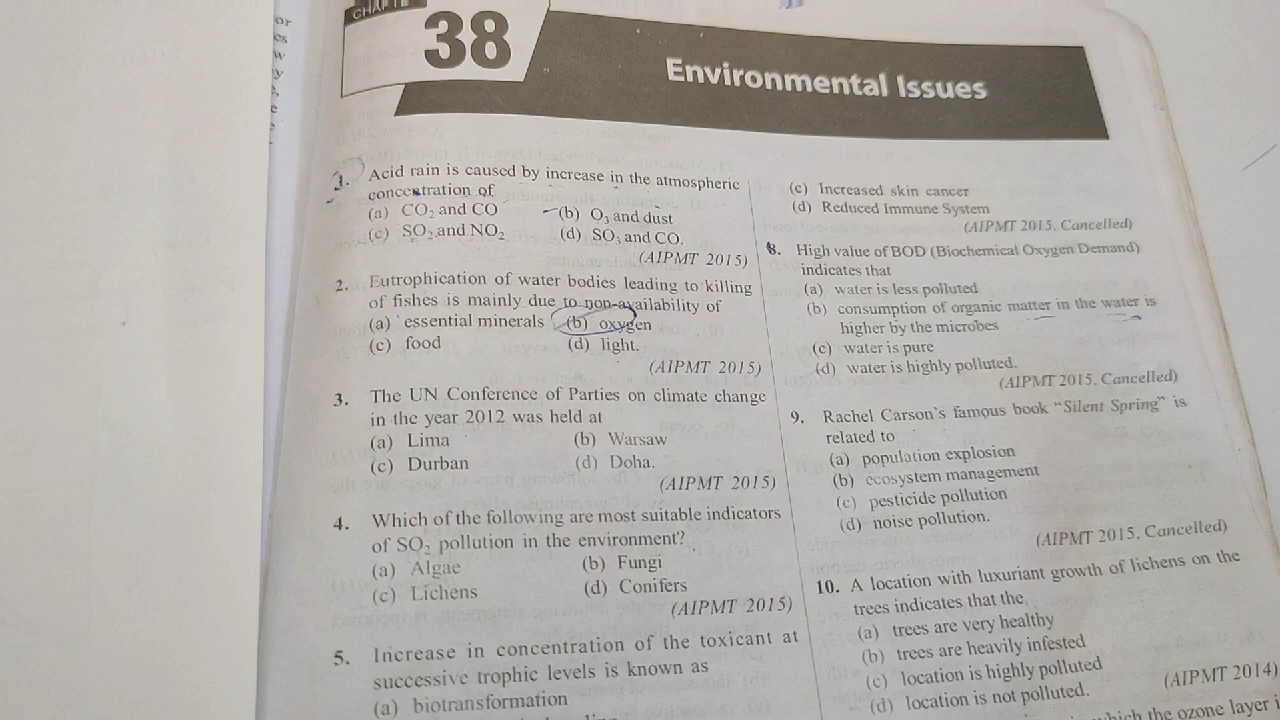 or
es
w
y
e
38
Environmental Issues
1. Acid rain is caused by increase in the atmospheric
concentration of
(a) CO₂ and CO (b) O₃ and dust
(c) SO₂ and NO₂ (d) SO₃ and CO.
(AIPMT 2015)
2. Eutrophication of water bodies leading to killing
of fishes is mainly due to non-availability of
(a) essential minerals (b) oxygen
(c) food (d) light.
(AIPMT 2015)
3. The UN Conference of Parties on climate change
in the year 2012 was held at
(a) Lima (b) Warsaw
(c) Durban (d) Doha.
(AIPMT 2015)
4. Which of the following are most suitable indicators
of SO₂ pollution in the environment?
(a) Algae (b) Fungi
(c) Lichens (d) Conifers
(AIPMT 2015)
5. Increase in concentration of the toxicant at
successive trophic levels is known as
(a) biotransformation
(c) Increased skin cancer
(d) Reduced Immune System
(AIPMT 2015, Cancelled)
8. High value of BOD (Biochemical Oxygen Demand)
indicates that
(a) water is less polluted
(b) consumption of organic matter in the water is
higher by the microbes
(c) water is pure
(d) water is highly polluted.
(AIPMT 2015, Cancelled)
9. Rachel Carson's famous book "Silent Spring" is
related to
(a) population explosion
(b) ecosystem management
(c) pesticide pollution
(d) noise pollution.
(AIPMT 2015, Cancelled)
10. A location with luxuriant growth of lichens on the
trees indicates that the
(a) trees are very healthy
(b) trees are heavily infested
(c) location is highly polluted
(d) location is not polluted.
(AIPMT 2014)
which the ozone layer